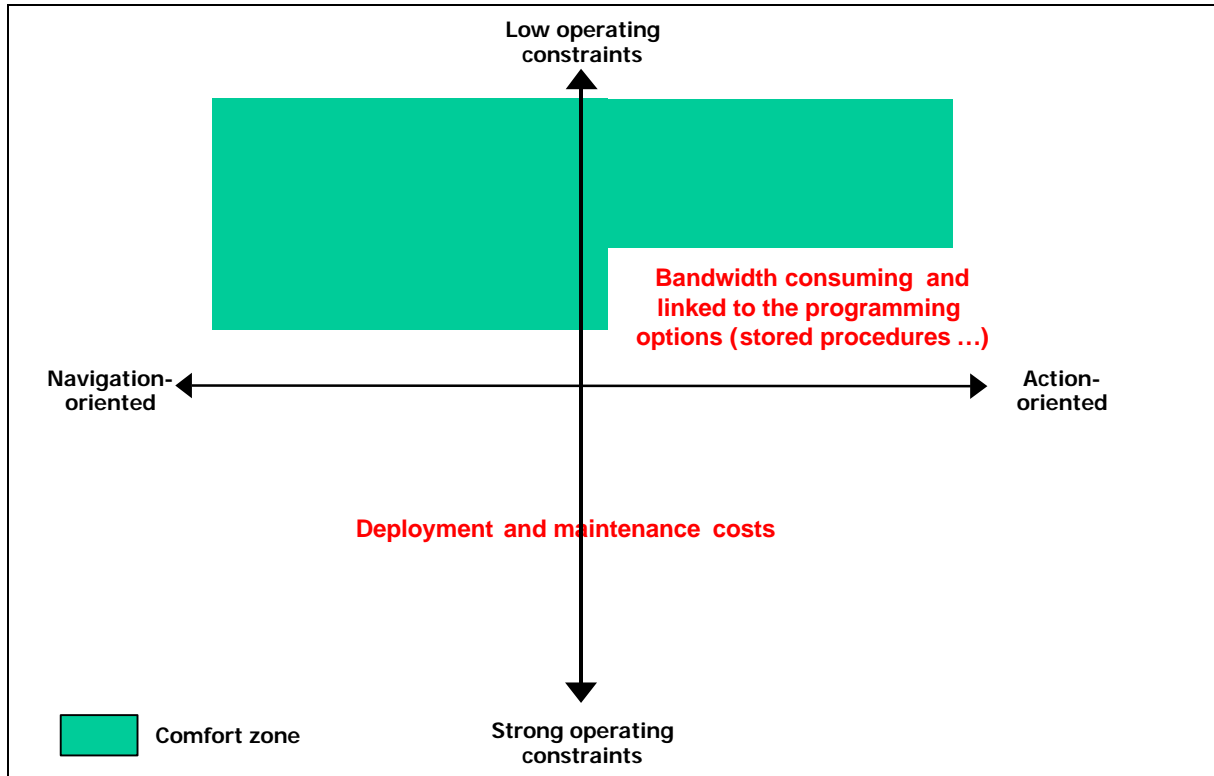 Low operating
constraints
Bandwidth consuming and
linked to the programming
options (stored procedures ...)
Navigation-
oriented
Action-
oriented
Deployment and maintenance costs
Comfort zone
Strong operating
constraints